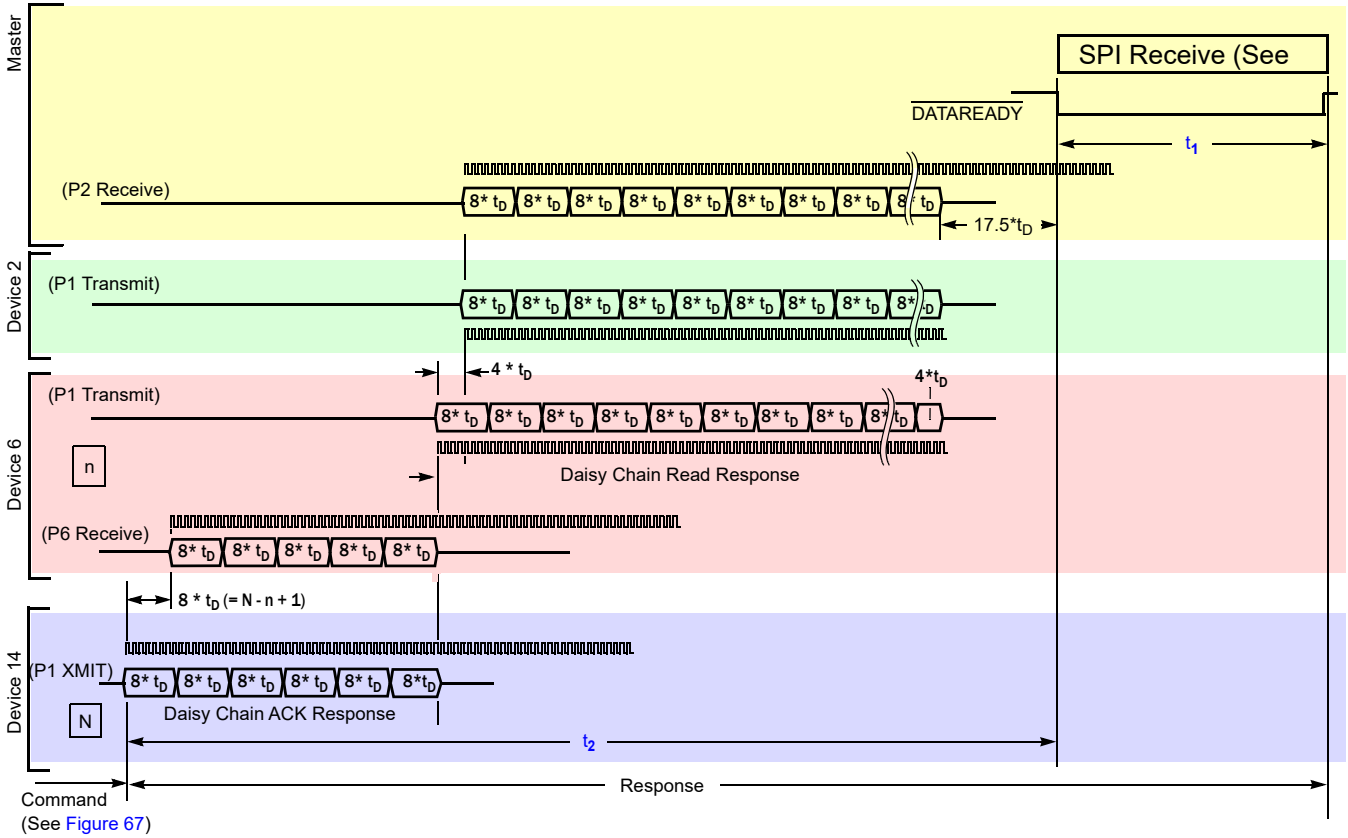 Master
SPI Receive (See
DATAREADY
t1
(P2 Receive)
8* tD 8* tD 8* tD 8* tD 8* tD 8* tD 8* tD 8* tD 8* tD
17.5*tD
Device 2
(P1 Transmit)
8* tD 8* tD 8* tD 8* tD 8* tD 8* tD 8* tD 8* tD 8* tD
4 * tD
4*tD
Device 6
(P1 Transmit)
8* tD 8* tD 8* tD 8* tD 8* tD 8* tD 8* tD 8* tD 8* tD
n
Daisy Chain Read Response
(P6 Receive)
8* tD 8* tD 8* tD 8* tD 8* tD
8 * tD (= N - n + 1)
Device 14
(P1 XMIT)
8* tD 8* tD 8* tD 8* tD 8* tD 8*tD
N
Daisy Chain ACK Response
t2
Response
Command
(See Figure 67)